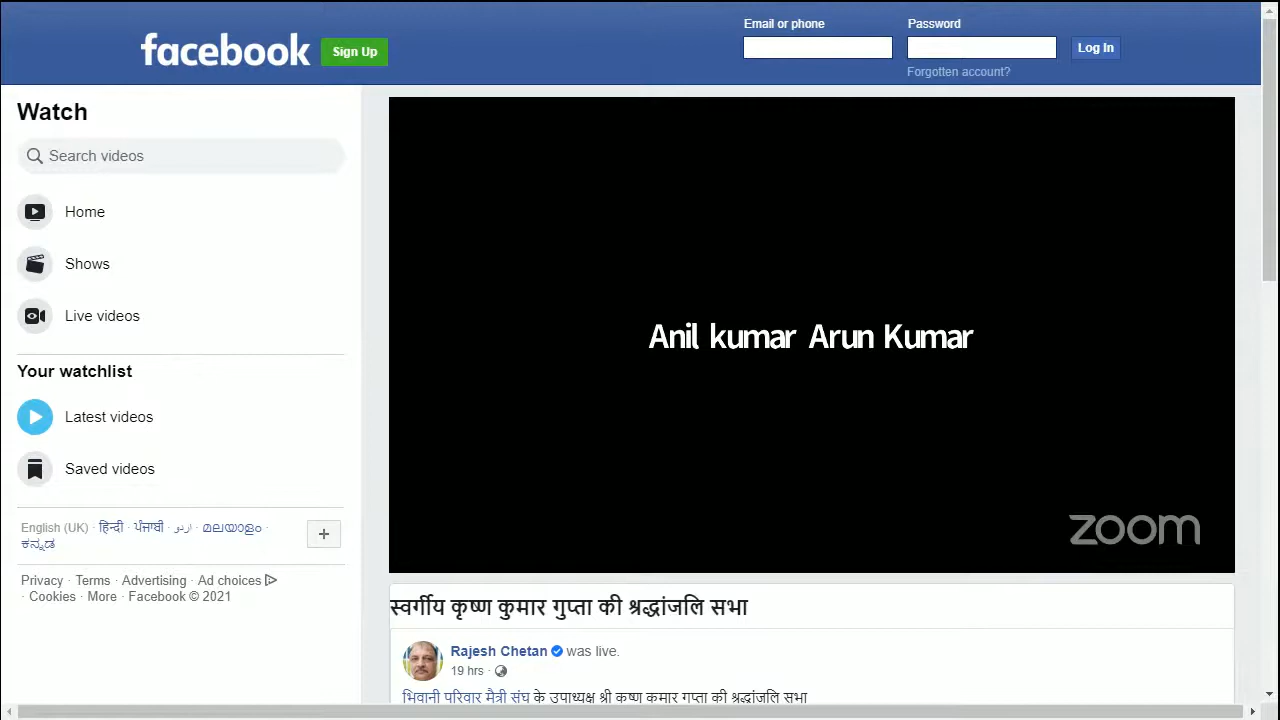 Email or phone
Password
facebook
Sign Up
Log In
Forgotten account?
Watch
Search videos
Home
Shows
Live videos
Your watchlist
Latest videos
Saved videos
English (UK) · हिन्दी · ਪੰਜਾਬੀ · اردو · മലയാളം ·
ಕನ್ನಡ
+
Privacy · Terms · Advertising · Ad choices
· Cookies · More · Facebook © 2021
Anil kumar Arun Kumar
zoom
स्वर्गीय कृष्ण कुमार गुप्ता की श्रद्धांजलि सभा
Rajesh Chetan was live.
19 hrs ·
भिवानी परिवार मैत्री संघ के उपाध्यक्ष श्री कृष्ण कुमार गुप्ता की श्रद्धांजलि सभा